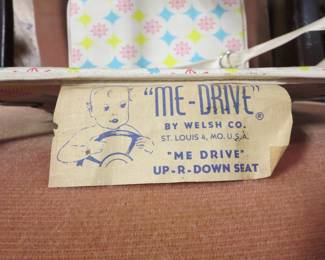 "ME-DRIVE"®
BY WELSH CO.
ST. LOUIS 4, MO. U.S.A.
"ME DRIVE"
UP-R-DOWN SEAT